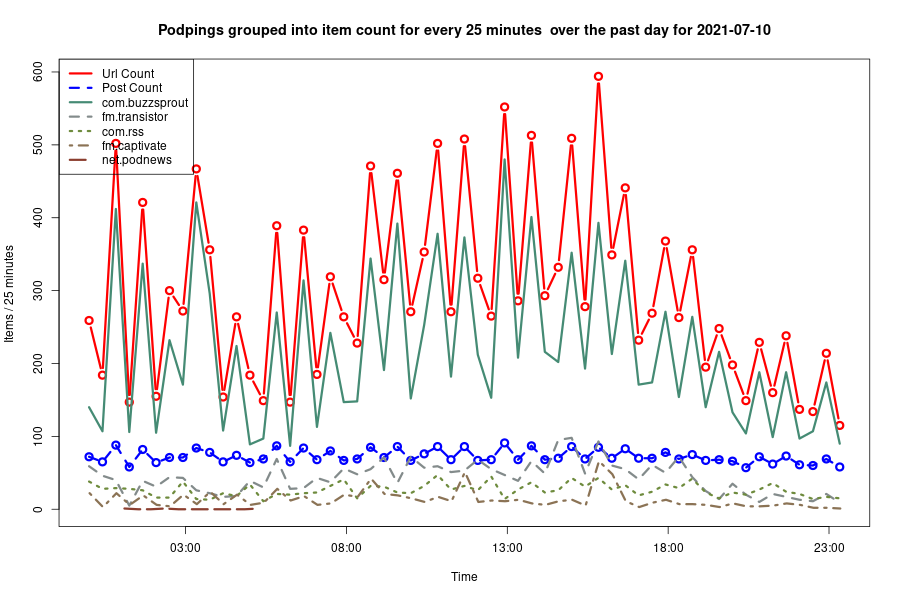 Podpings grouped into item count for every 25 minutes  over the past day for 2021-07-10
Items / 25 minutes
600
500
400
300
200
100
0
Url Count
Post Count
com.buzzsprout
fm.transistor
com.rss
fm.captivate
net.podnews
03:00
08:00
13:00
18:00
23:00
Time